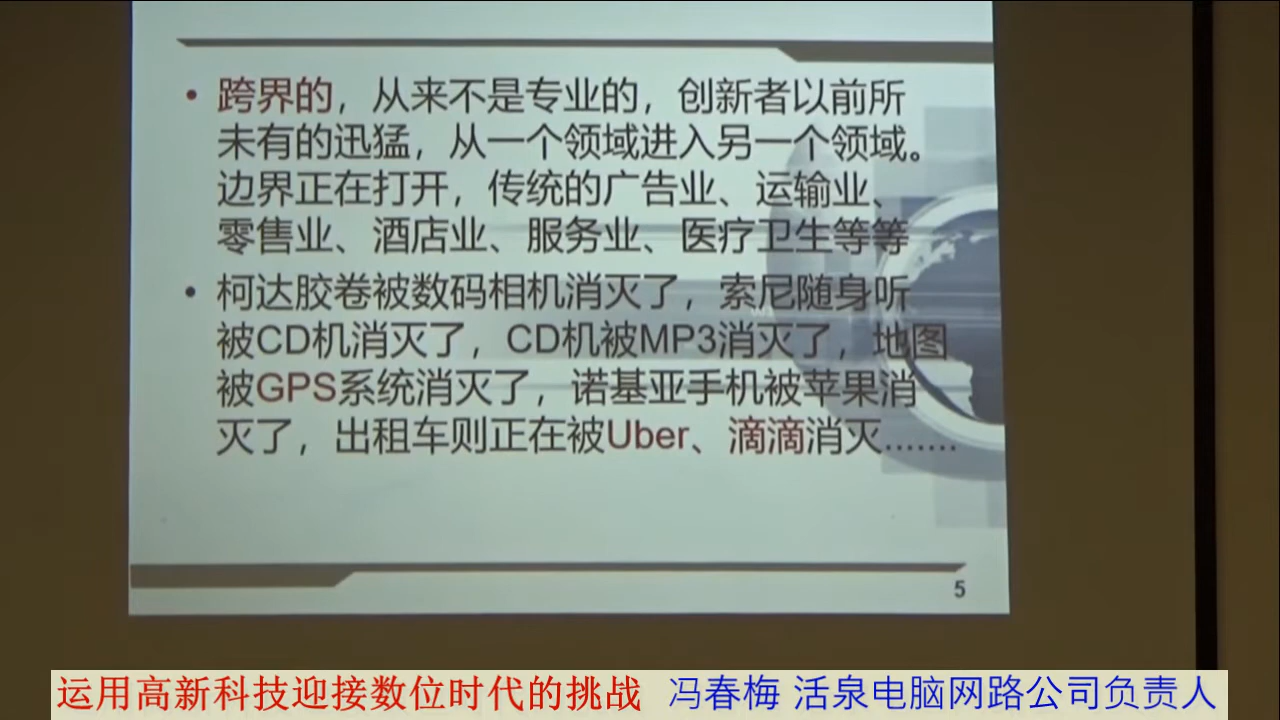 • 跨界的，从来不是专业的，创新者以前所
未有的迅猛，从一个领域进入另一个领域。
边界正在打开，传统的广告业、运输业、
零售业、酒店业、服务业、医疗卫生等等
• 柯达胶卷被数码相机消灭了，索尼随身听
被CD机消灭了，CD机被MP3消灭了，地图
被GPS系统消灭了，诺基亚手机被苹果消
灭了，出租车则正在被Uber、滴滴消灭.......
5
运用高新科技迎接数位时代的挑战 冯春梅 活泉电脑网路公司负责人